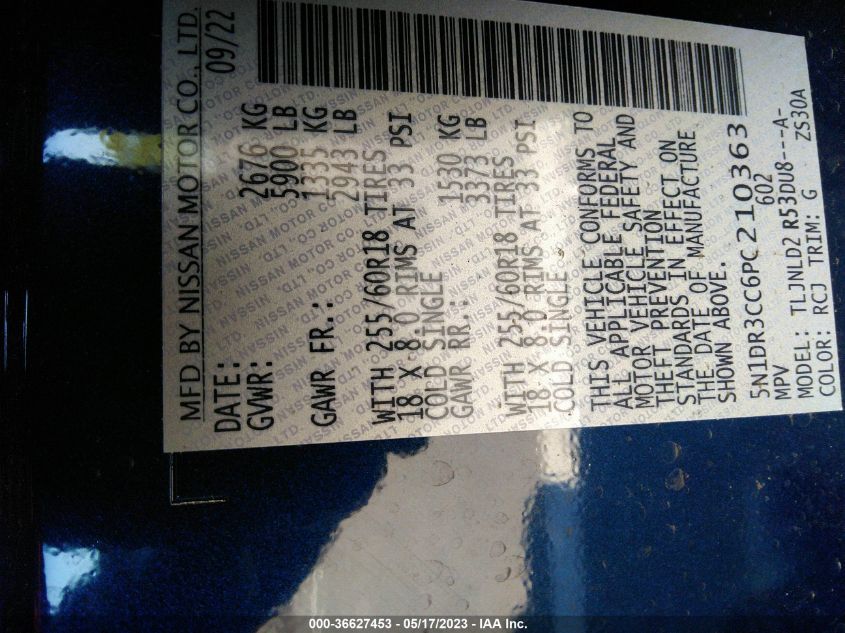 MFD BY NISSAN MOTOR CO., LTD.
DATE: 09/22
GVWR: 2676 KG
5900 LB
GAWR FR.: 1335 KG
2943 LB
WITH 255/60R18 TIRES
18 X 8.0 RIMS AT 33 PSI
COLD SINGLE
GAWR RR.: 1530 KG
3373 LB
WITH 255/60R18 TIRES
18 X 8.0 RIMS AT 33 PSI
COLD SINGLE
THIS VEHICLE CONFORMS TO
ALL APPLICABLE FEDERAL
MOTOR VEHICLE SAFETY AND
THEFT PREVENTION
STANDARDS IN EFFECT ON
THE DATE OF MANUFACTURE
SHOWN ABOVE.
5N1DR3CC6PC210363
MPV 602
MODEL: TLJNLD2 R53DU8---A-
COLOR: RCJ TRIM: G ZS30A
000-36627453 - 05/17/2023 - IAA Inc.